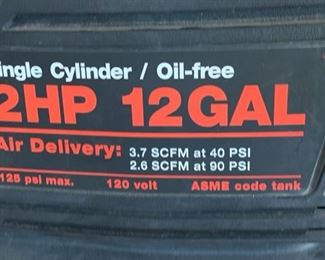 ingle Cylinder / Oil-free
2HP 12GAL
Air Delivery: 3.7 SCFM at 40 PSI
2.6 SCFM at 90 PSI
125 psi max. 120 volt ASME code tank